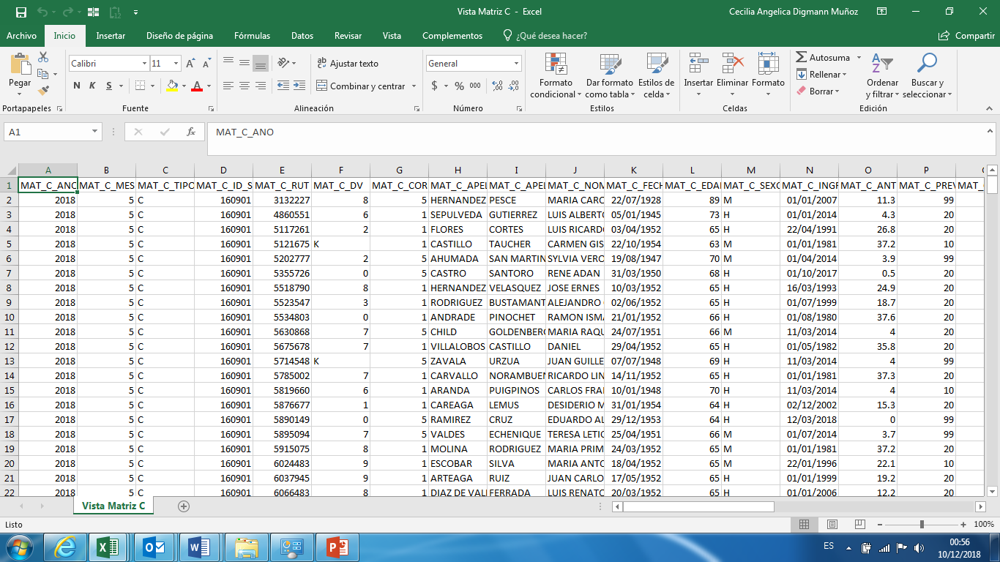 Vista Matriz C - Excel Cecilia Angelica Digmann Muñoz
Archivo Inicio Insertar Diseño de página Fórmulas Datos Revisar Vista Complementos ¿Qué desea hacer? Compartir
Pegar Calibri 11 Ajustar texto General Autosuma
N K S Combinar y centrar $ % 000 Formato condicional Dar formato como tabla Estilos de celda Insertar Eliminar Formato Rellenar Borrar Ordenar y filtrar Buscar y seleccionar
Portapapeles Fuente Alineación Número Estilos Celdas Edición
A1 fx MAT_C_ANO
A B C D E F G H I J K L M N O P
1 MAT_C_ANO MAT_C_MES MAT_C_TIPO MAT_C_ID_S MAT_C_RUT MAT_C_DV MAT_C_COR MAT_C_APEL MAT_C_APEL MAT_C_NOM MAT_C_FECH MAT_C_EDAD MAT_C_SEXO MAT_C_INGR MAT_C_ANT MAT_C_PREV MAT_
2 2018 5 C 160901 3132227 8 5 HERNANDEZ PESCE MARIA CARO 22/07/1928 89 M 01/01/2007 11.3 99
3 2018 5 C 160901 4860551 6 1 SEPULVEDA GUTIERREZ LUIS ALBERTO 05/01/1945 73 H 01/01/2014 4.3 20
4 2018 5 C 160901 5117261 2 1 FLORES CORTES LUIS RICARDO 03/04/1952 65 H 22/04/1991 26.8 20
5 2018 5 C 160901 5121675 K 1 CASTILLO TAUCHER CARMEN GIS 22/10/1954 63 M 01/01/1981 37.2 10
6 2018 5 C 160901 5202777 2 5 AHUMADA SAN MARTIN SYLVIA VERO 19/08/1947 70 M 01/04/2014 3.9 99
7 2018 5 C 160901 5355726 0 5 CASTRO SANTORO RENE ADAN 31/03/1950 68 H 01/10/2017 0.5 20
8 2018 5 C 160901 5518790 8 1 HERNANDEZ VELASQUEZ JOSE ERNES 10/03/1952 65 H 16/03/1993 24.9 20
9 2018 5 C 160901 5523547 3 1 RODRIGUEZ BUSTAMANT ALEJANDRO 02/06/1952 65 H 01/07/1999 18.7 20
10 2018 5 C 160901 5534803 0 1 ANDRADE PINOCHET RAMON ISMA 21/01/1952 66 H 01/08/1980 37.6 20
11 2018 5 C 160901 5630868 7 5 CHILD GOLDENBERG MARIA RAQU 24/07/1951 66 M 11/03/2014 4 20
12 2018 5 C 160901 5675678 7 1 VILLALOBOS CASTILLO DANIEL 29/04/1952 65 H 01/05/1982 35.8 20
13 2018 5 C 160901 5714548 K 5 ZAVALA URZUA JUAN GUILLE 07/07/1948 69 H 11/03/2014 4 99
14 2018 5 C 160901 5785002 7 1 CARVALLO NORAMBUEN RICARDO LIN 14/11/1952 65 H 01/01/1981 37.3 20
15 2018 5 C 160901 5819660 6 1 ARANDA PUIGPINOS CARLOS FRA 10/01/1948 70 H 11/03/2014 4 10
16 2018 5 C 160901 5876677 1 1 CAREAGA LEMUS DESIDERIO M 31/01/1954 64 H 02/12/2002 15.3 20
17 2018 5 C 160901 5890149 0 5 RAMIREZ CRUZ EDUARDO AL 29/12/1953 64 H 12/03/2018 0 99
18 2018 5 C 160901 5895094 7 5 VALDES ECHENIQUE TERESA LETIC 25/04/1951 66 M 01/07/2014 3.7 99
19 2018 5 C 160901 5915075 8 1 MOLINA RODRIGUEZ MARIA PRIM 24/03/1952 65 M 01/01/1981 37.2 20
20 2018 5 C 160901 6024483 9 1 ESCOBAR SILVA MARIA ANTO 18/04/1952 65 M 22/01/1996 22.1 10
21 2018 5 C 160901 6037945 9 1 ARTEAGA RUIZ JUAN CARLO 17/05/1952 65 H 01/01/1999 19.2 20
22 2018 5 C 160901 6066483 8 1 DIAZ DE VAL FERRADA LUIS RENATO 20/03/1952 65 H 01/01/2006 12.2 20
Vista Matriz C
Listo 100%
ES 00:56
10/12/2018